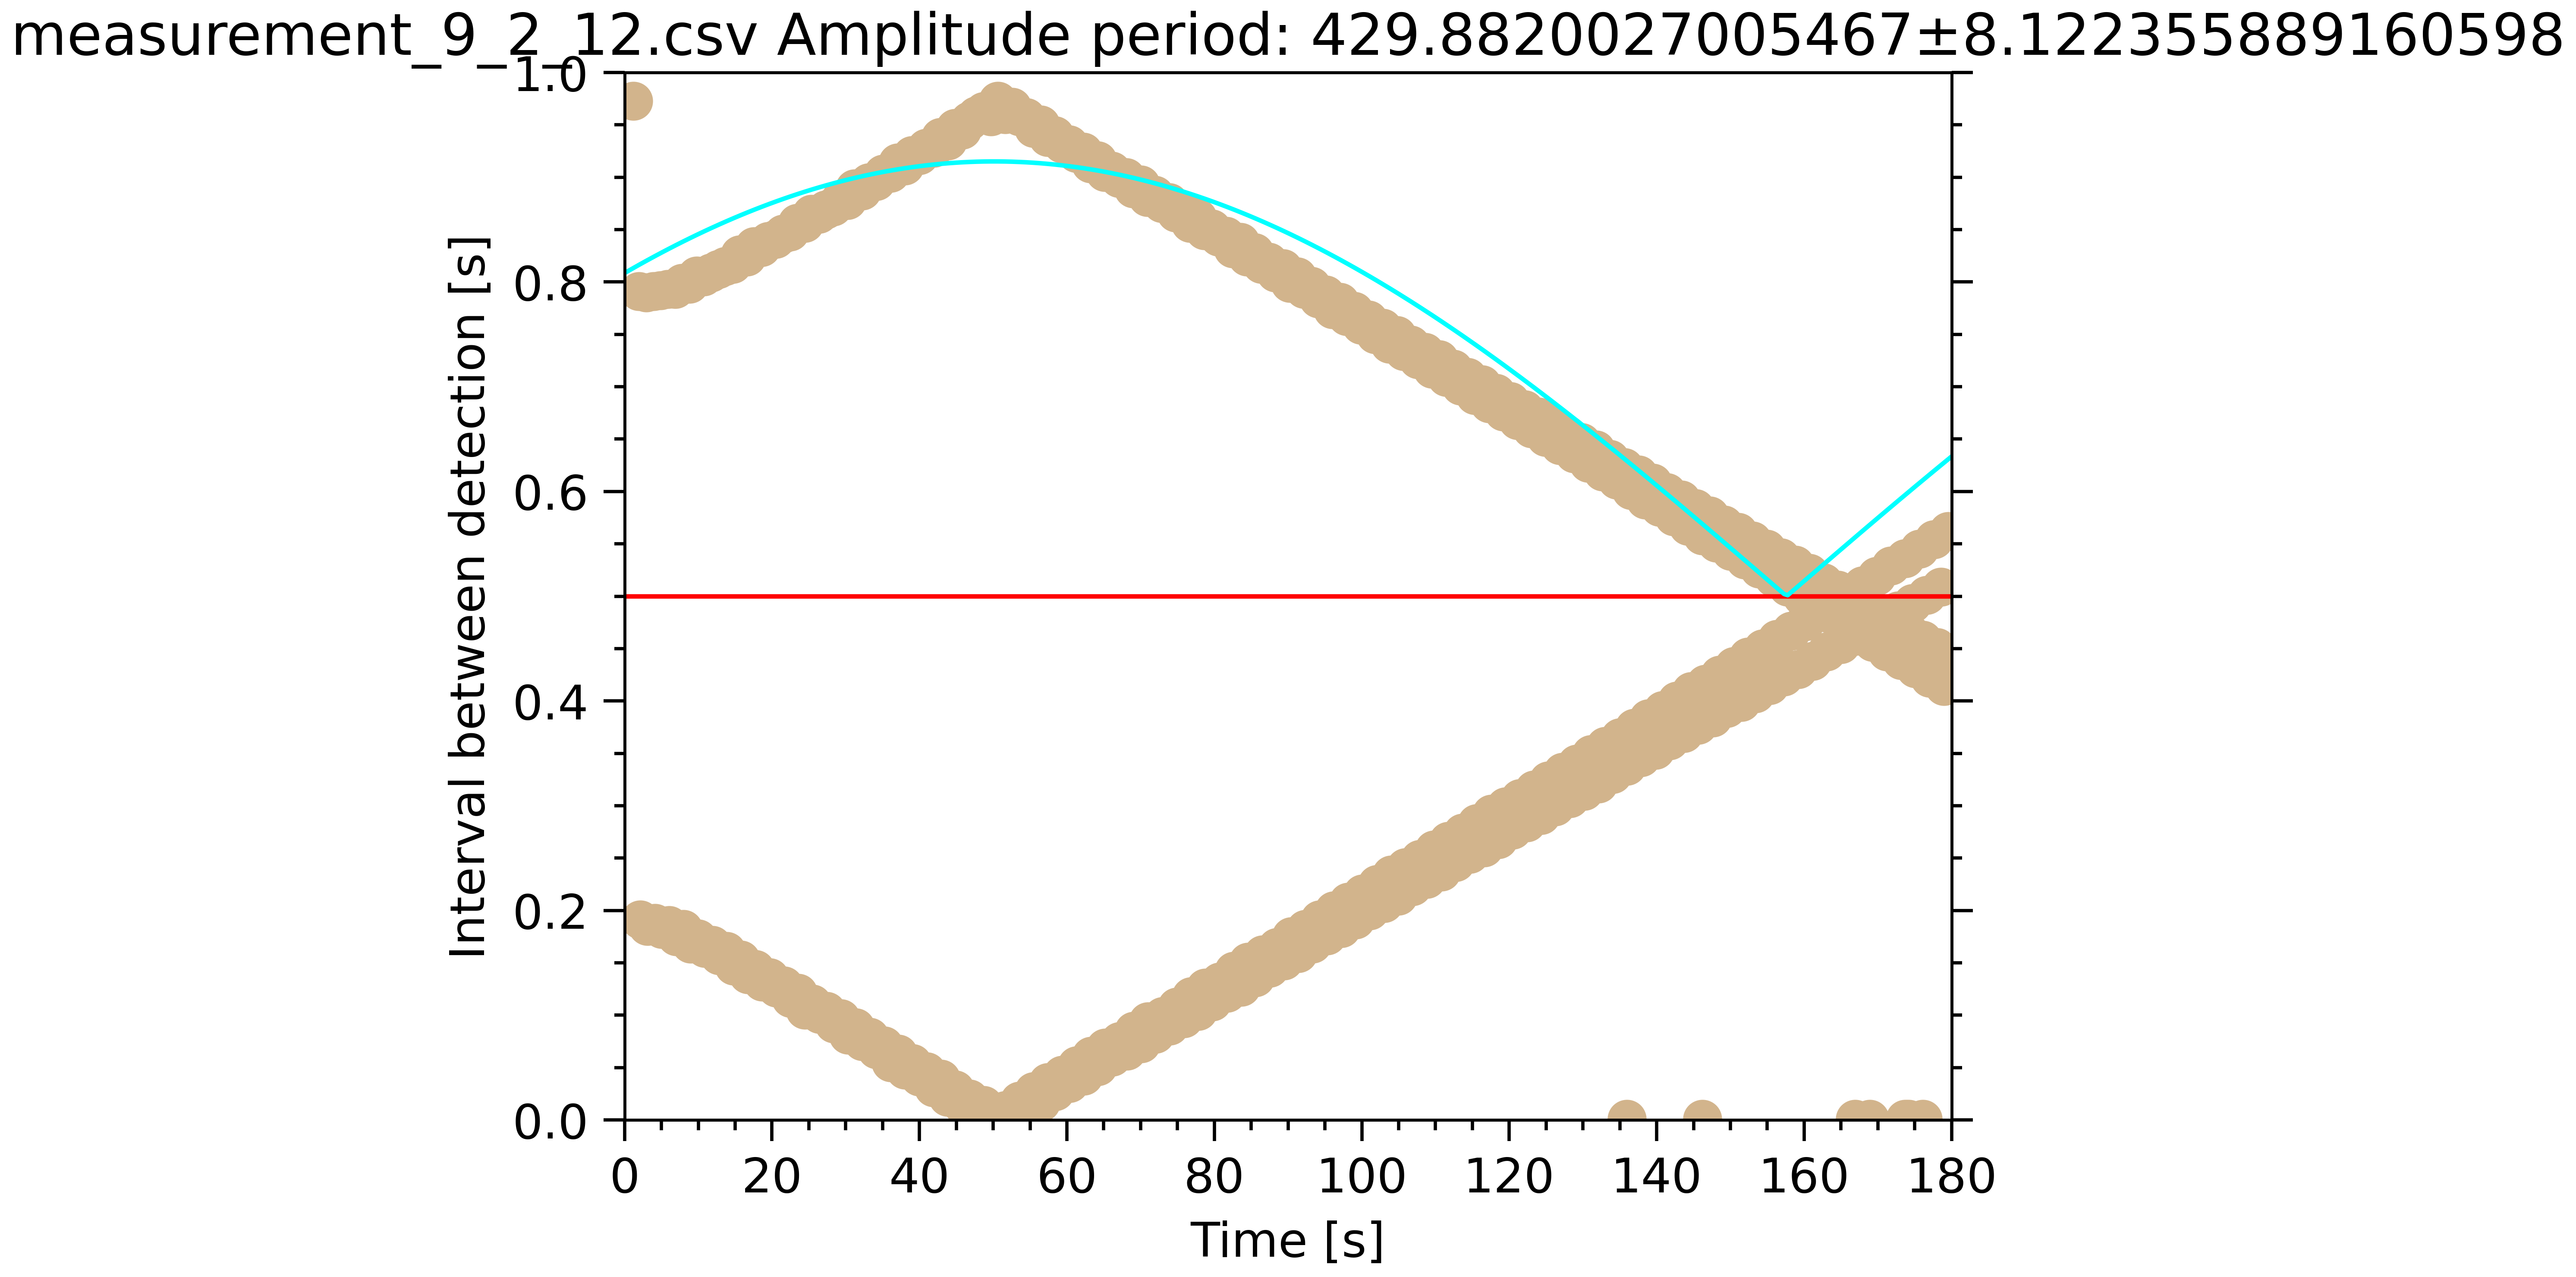 measurement_9_2_12.csv Amplitude period: 429.8820027005467±8.122355889160598
1.0
0.8
0.6
0.4
0.2
0.0
Interval between detection [s]
0 20 40 60 80 100 120 140 160 180
Time [s]